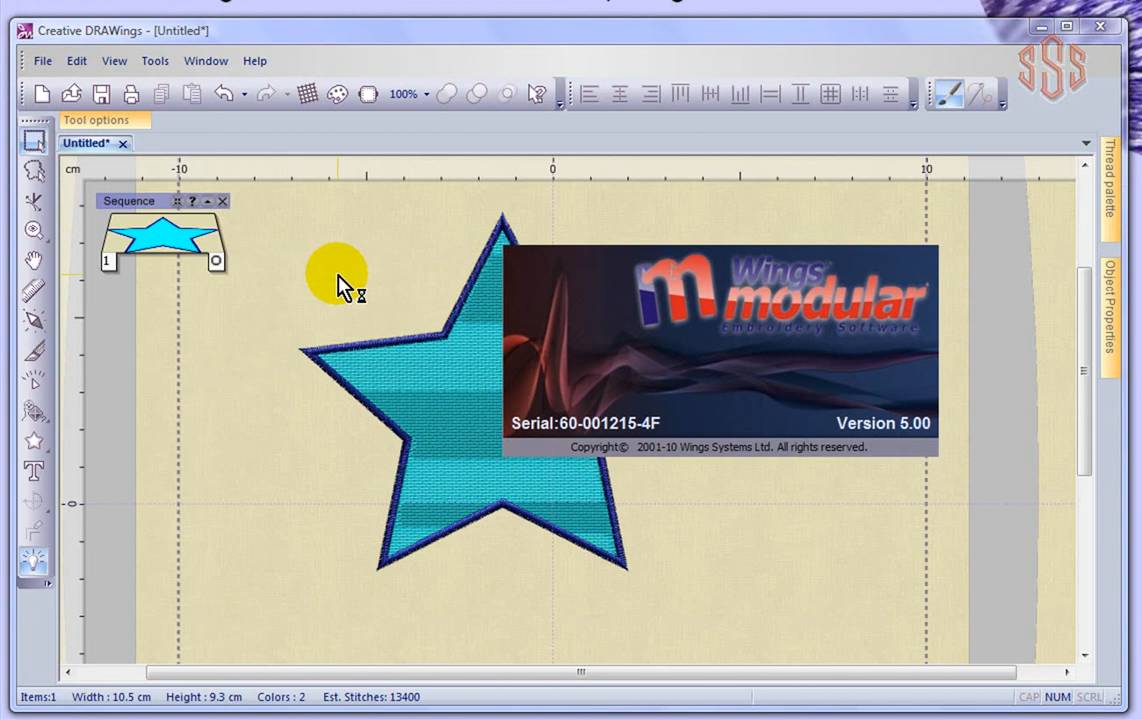 Creative DRAWings - [Untitled*]
SSS
File Edit View Tools Window Help
100%
Tool options
Untitled*
cm -10 0 10
Sequence
1
0
Thread palette
Object Properties
Wings
modular
Embroidery Software
Serial:60-001215-4F Version 5.00
Copyright© 2001-10 Wings Systems Ltd. All rights reserved.
Items:1 Width : 10.5 cm Height : 9.3 cm Colors : 2 Est. Stitches: 13400 CAP NUM SCRL